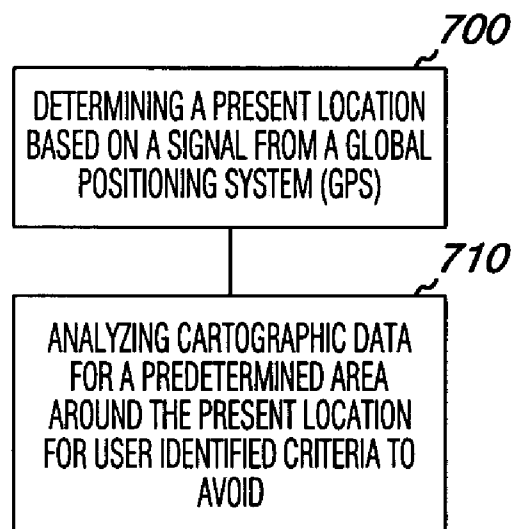 700
DETERMINING A PRESENT LOCATION
BASED ON A SIGNAL FROM A GLOBAL
POSITIONING SYSTEM (GPS)
710
ANALYZING CARTOGRAPHIC DATA
FOR A PREDETERMINED AREA
AROUND THE PRESENT LOCATION
FOR USER IDENTIFIED CRITERIA TO
AVOID